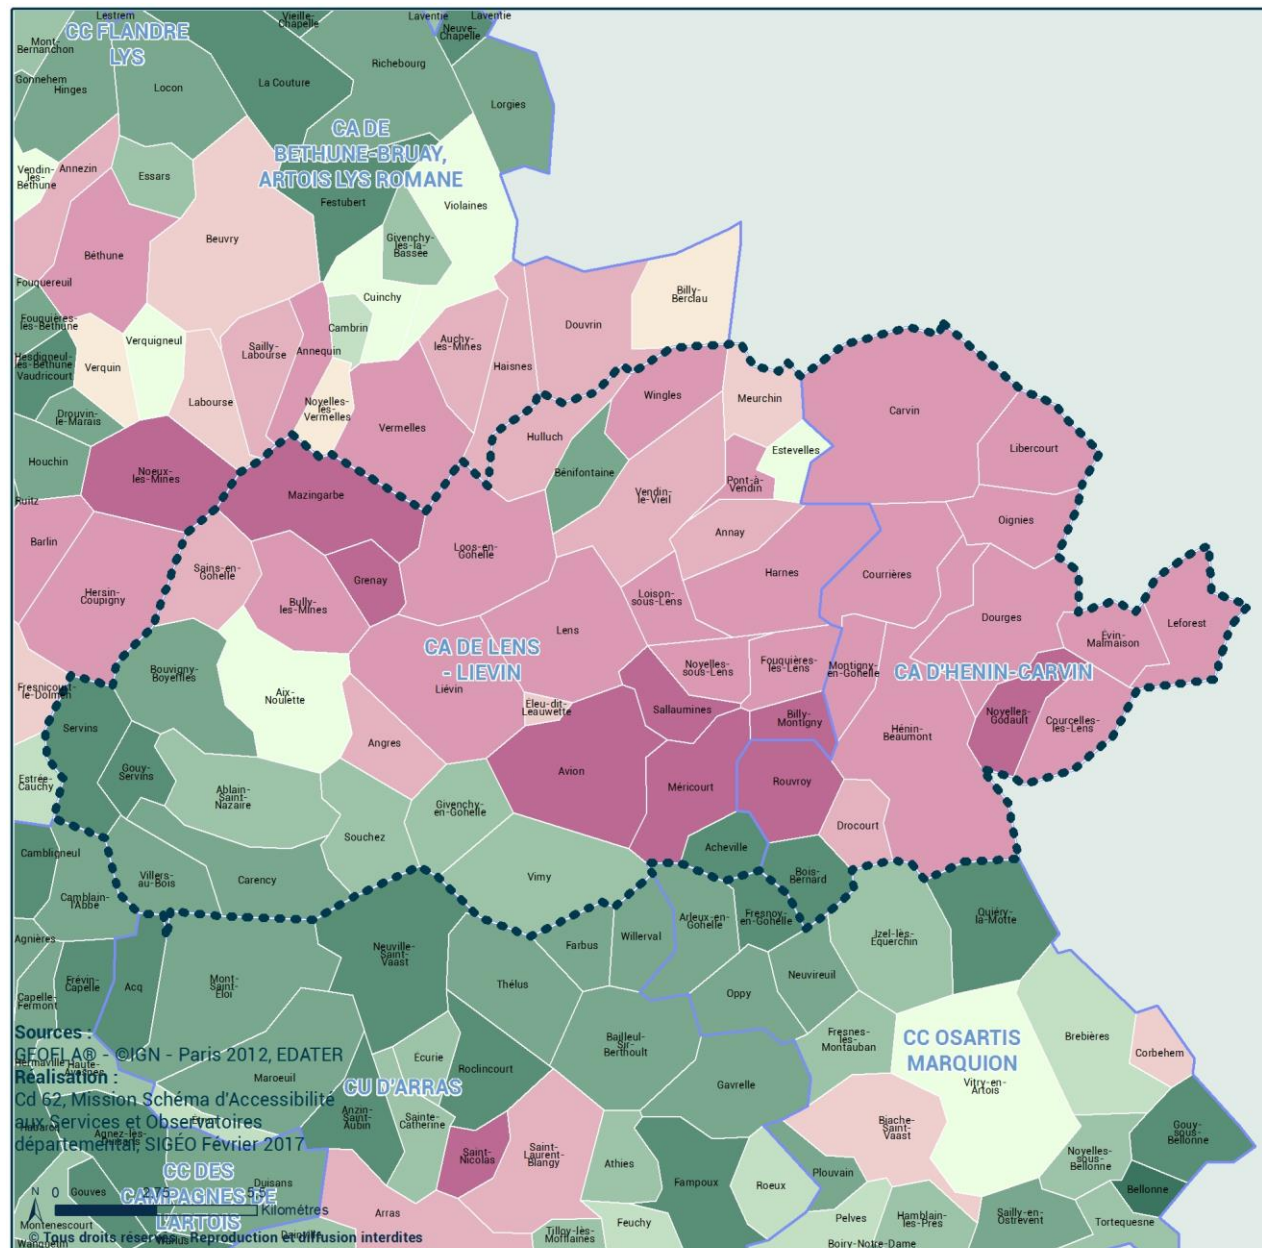 Lestrem
Vieille-
Chapelle
Laventie
Laventie
CC FLANDRE
LYS
Mont-
Bernanchon
Neuve-
Chapelle
Richebourg
La Couture
Gonnehem
Hinges
Locon
Lorgies
CA DE
BETHUNE-BRUAY,
ARTOIS LYS ROMANE
Vendin-
les-
Béthune
Annezin
Essars
Festubert
Violaines
Béthune
Beuvry
Givenchy-
lès-la-
Bassée
Fouquereuil
Cuinchy
Billy-
Berclau
Fouquières-
lès-Béthune
Verquigneul
Sailly-
Labourse
Annequin
Cambrin
Auchy-
les-Mines
Douvrin
Hesdigneul-
lès-Béthune
Vaudricourt
Verquin
Haisnes
Labourse
Noyelles-
lès-
Vermelles
Vermelles
Wingles
Meurchin
Carvin
Drouvin-
le-Marais
Hulluch
Libercourt
Houchin
Noeux-
les-Mines
Bénifontaine
Estevelles
Ruitz
Mazingarbe
Vendin-
le-Vieil
Pont-à-
Vendin
Oignies
Barlin
Loos-en-
Gohelle
Annay
Hersin-
Coupigny
Sains-en-
Gohelle
Grenay
Harnes
Courrières
Bully-
les-Mines
Loison-
sous-Lens
Dourges
Leforest
Lens
Évin-
Malmaison
CA DE LENS
- LIEVIN
Noyelles-
sous-Lens
Fouquières-
lès-Lens
Montigny-
en-Gohelle
CA D'HENIN-CARVIN
Bouvigny-
Boyeffles
Fresnicourt-
le-Dolmen
Aix-
Noulette
Liévin
Eleu-dit-
Leauwette
Sallaumines
Billy-
Montigny
Noyelles-
Godault
Courcelles-
les-Lens
Servins
Angres
Hénin-
Beaumont
Gouy-
Servins
Avion
Estrée-
Cauchy
Ablain-
Saint-
Nazaire
Méricourt
Rouvroy
Givenchy-
en-Gohelle
Souchez
Drocourt
Cambligneul
Acheville
Villers-
au-Bois
Carency
Vimy
Bois-
Bernard
Camblain-
l'Abbé
Quiéry-
la-Motte
Arleux-en-
Gohelle
Fresnoy-
en-Gohelle
Izel-lès-
Equerchin
Agnières
Neuville-
Saint-
Vaast
Farbus
Willerval
Frévin-
Capelle
Acq
Mont-
Saint-
Éloi
Thélus
Neuvireuil
Oppy
Capelle-
Fermont
Bailleul-
Sir-
Berthoult
Fresnes-
lès-
Montauban
CC OSARTIS
MARQUION
Brebières
Sources :
GEOFLA® - ©IGN - Paris 2012, EDATER
Écurie
Roclincourt
Corbehem
Réalisation :
Maroeuil
CU D'ARRAS
Gavrelle
Vitry-en-
Artois
Cd 62, Mission Schéma d'Accessibilité
aux Services et Observatoires
Anzin-
Saint-
Aubin
Sainte-
Catherine
Biache-
Saint-
Vaast
Gouy-
sous-
Bellonne
départemental, SIGÉO Février 2017
Saint-
Nicolas
Saint-
Laurent-
Blangy
Athies
Noyelles-
sous-
Bellonne
CC DES
CAMPAGNES DE
L'ARTOIS
Duisans
Fampoux
Plouvain
Roeux
Bellonne
N
0
2,75
5,5
Kilomètres
Gouves
Arras
Feuchy
Pelves
Hamblain-
les-Prés
Sailly-en-
Ostrevent
Tortequesne
Montenescourt
Tilloy-lès-
Mofflaines
© Tous droits réservés - Reproduction et diffusion interdites
Boiry-Notre-Dame